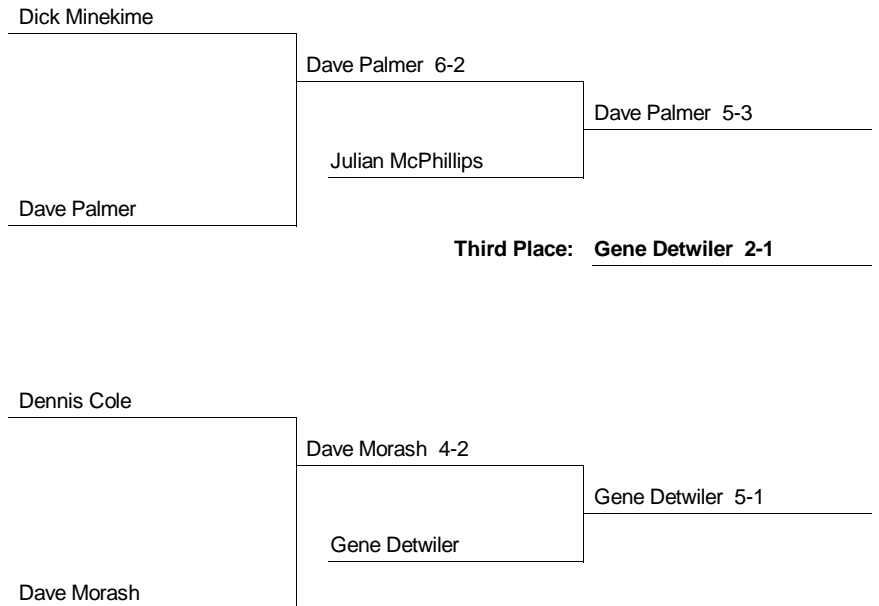 Dick Minekime
Dave Palmer 6-2
Dave Palmer 5-3
Julian McPhillips
Dave Palmer
Third Place: Gene Detwiler 2-1
Dennis Cole
Dave Morash 4-2
Gene Detwiler 5-1
Gene Detwiler
Dave Morash